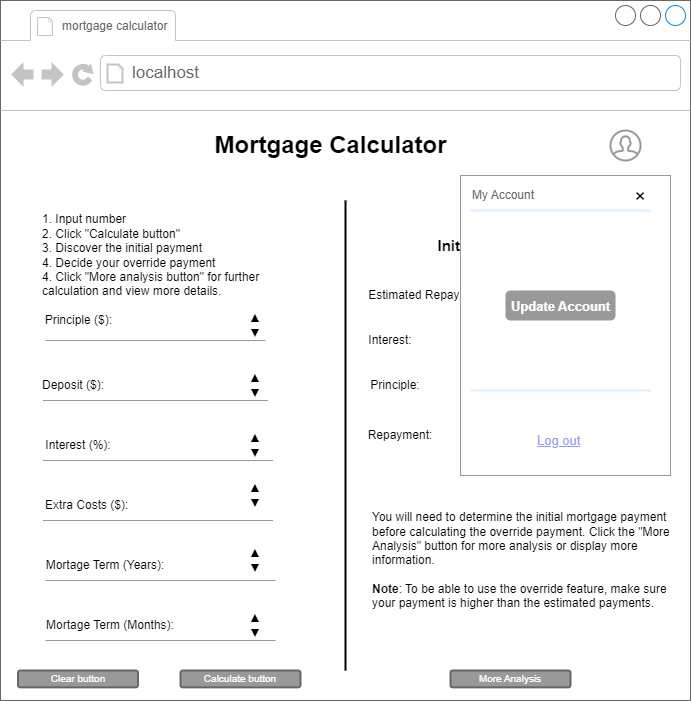 mortgage calculator
localhost
Mortgage Calculator
My Account
×
1. Input number
2. Click "Calculate button"
3. Discover the initial payment
4. Decide your override payment
4. Click "More analysis button" for further
calculation and view more details.
Principle ($):
Deposit ($):
Interest (%):
Extra Costs ($):
Mortage Term (Years):
Mortage Term (Months):
Clear button
Calculate button
Init
Estimated Repay
Interest:
Principle:
Repayment:
Update Account
Log out
You will need to determine the initial mortgage payment
before calculating the override payment. Click the "More
Analysis" button for more analysis or display more
information.
Note: To be able to use the override feature, make sure
your payment is higher than the estimated payments.
More Analysis